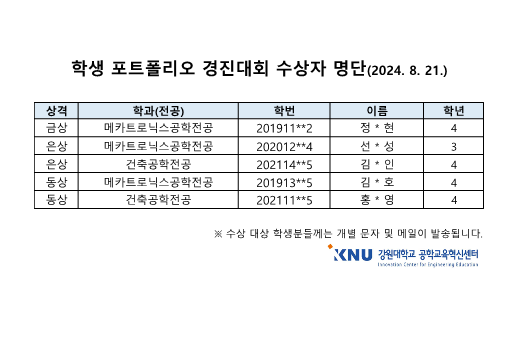 학생 포트폴리오 경진대회 수상자 명단(2024. 8. 21.)
상격 학과(전공) 학번 이름 학년
금상 메카트로닉스공학전공 201911**2 정 * 현 4
은상 메카트로닉스공학전공 202012**4 선 * 성 3
은상 건축공학전공 202114**5 김 * 인 4
동상 메카트로닉스공학전공 201913**5 김 * 호 4
동상 건축공학전공 202111**5 홍 * 영 4
※ 수상 대상 학생분들께는 개별 문자 및 메일이 발송됩니다.
KNU 강원대학교 공학교육혁신센터
Innovation Center for Engineering Education